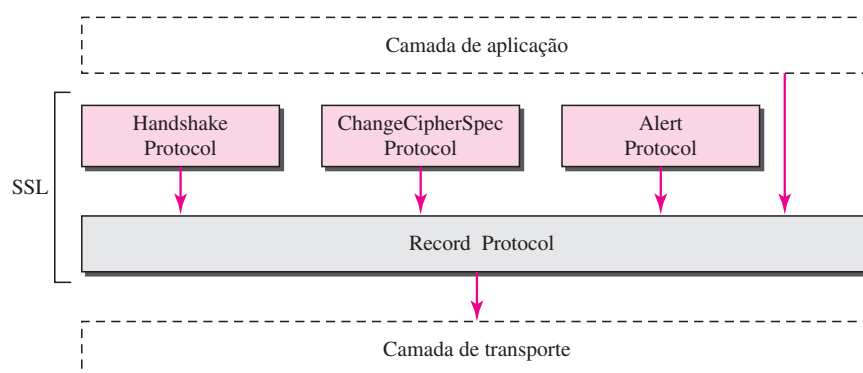 Camada de aplicação
Handshake
Protocol
ChangeCipherSpec
Protocol
Alert
Protocol
SSL
Record Protocol
Camada de transporte